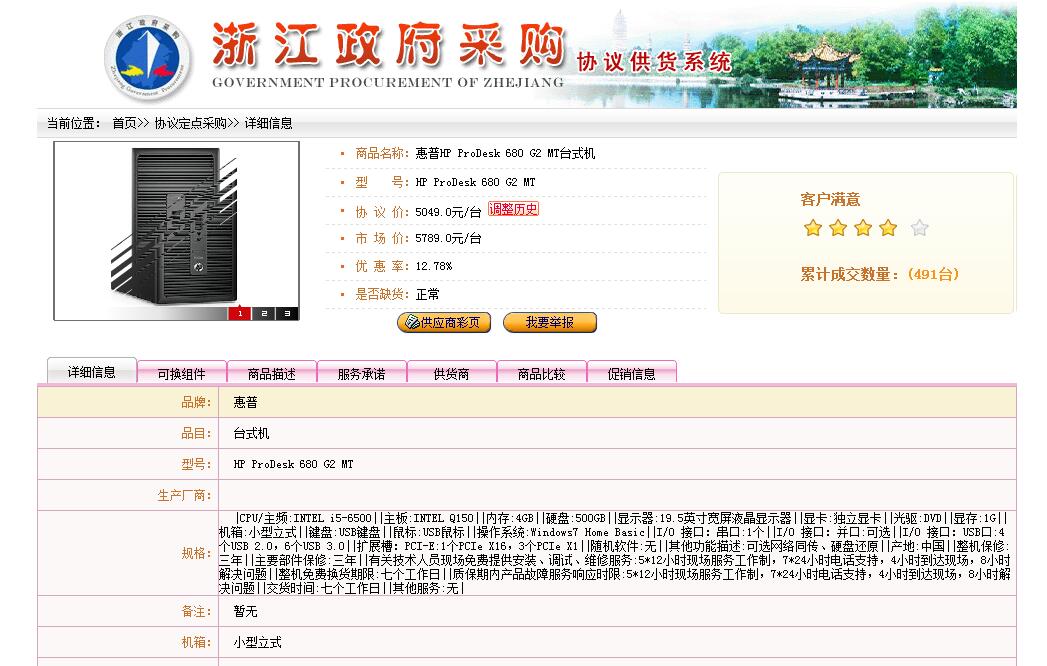 浙江政府采购 协议供货系统
GOVERNMENT PROCUREMENT OF ZHEJIANG
当前位置： 首页>> 协议定点采购>> 详细信息
商品名称: 惠普HP ProDesk 680 G2 MT台式机
型 号: HP ProDesk 680 G2 MT
协 议 价: 5049.0元/台 调整历史
市 场 价: 5789.0元/台
优 惠 率: 12.78%
是否缺货: 正常
1 2 3
供应商彩页 我要举报
客户满意
累计成交数量：(491台)
详细信息 可换组件 商品描述 服务承诺 供货商 商品比较 促销信息
品牌: 惠普
品目: 台式机
型号: HP ProDesk 680 G2 MT
生产厂商:
规格:
|CPU/主频:INTEL i5-6500||主板:INTEL Q150||内存:4GB||硬盘:500GB||显示器:19.5英寸宽屏液晶显示器||显卡:独立显卡||光驱:DVD||显存:1G||
机箱:小型立式||键盘:USB键盘||鼠标:USB鼠标||操作系统:Windows7 Home Basic||I/O 接口: 串口:1个||I/O 接口: 并口:可选||I/O 接口: USB口:4
个USB 2.0，6个USB 3.0||扩展槽: PCI-E:1个PCIe X16，3个PCIe X1||随机软件:无||其他功能描述:可选网络同传、硬盘还原||产地:中国||整机保修:
三年||主要部件保修:三年||有关技术人员现场免费提供安装、调试、维修服务:5*12小时现场服务工作制，7*24小时电话支持，4小时到达现场，8小时
解决问题||整机免费换货期限:七个工作日||质保期内产品故障服务响应时限:5*12小时现场服务工作制，7*24小时电话支持，4小时到达现场，8小时解
决问题||交货时间:七个工作日||其他服务:无|
备注: 暂无
机箱: 小型立式